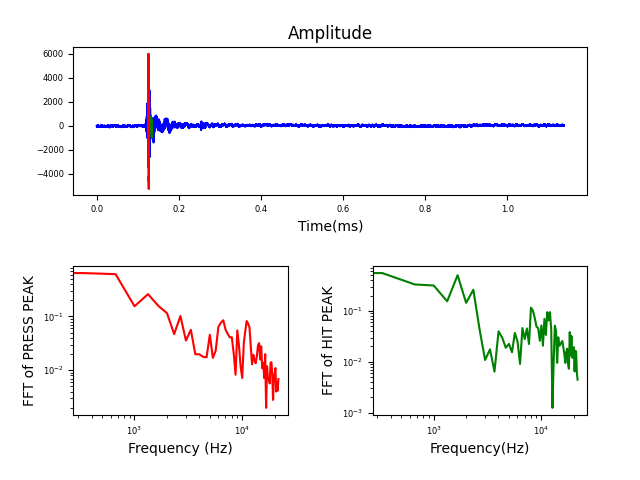 Amplitude
6000
4000
2000
0
−2000
−4000
0.0 0.2 0.4 0.6 0.8 1.0
Time(ms)
FFT of PRESS PEAK
10⁻¹
10⁻²
10³ 10⁴
Frequency (Hz)
FFT of HIT PEAK
10⁻¹
10⁻²
10⁻³
10³ 10⁴
Frequency(Hz)